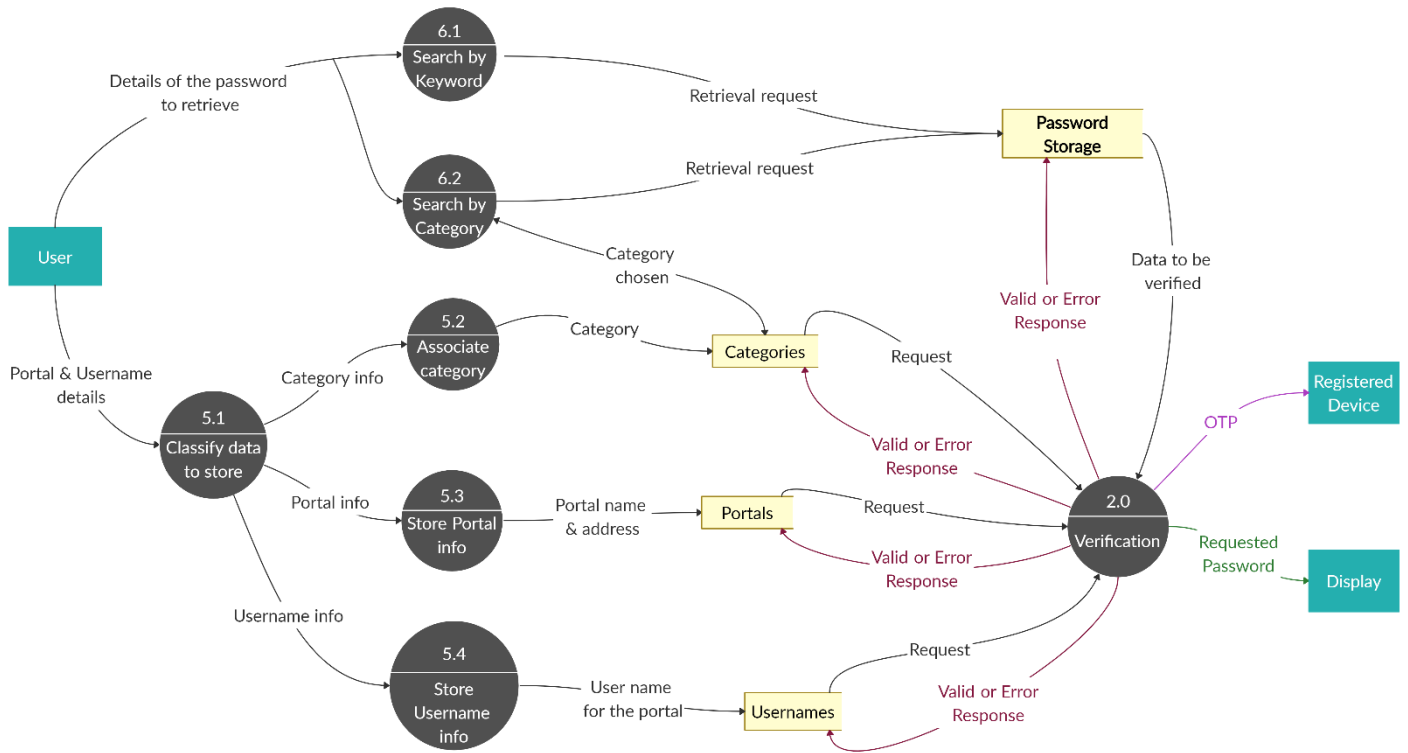 6.1
Search by
Keyword
Details of the password
to retrieve
Retrieval request
Password
Storage
6.2
Search by
Category
Retrieval request
User
Category
chosen
Data to be
verified
Valid or Error
Response
5.2
Associate
category
Category
Categories
Request
Category info
Portal & Username
details
5.1
Classify data
to store
Registered
Device
OTP
Valid or Error
Response
5.3
Store Portal
info
Portal info
Portal name
& address
Portals
Request
2.0
Verification
Requested
Password
Display
Valid or Error
Response
Username info
5.4
Store
Username
info
User name
for the portal
Usernames
Request
Valid or Error
Response